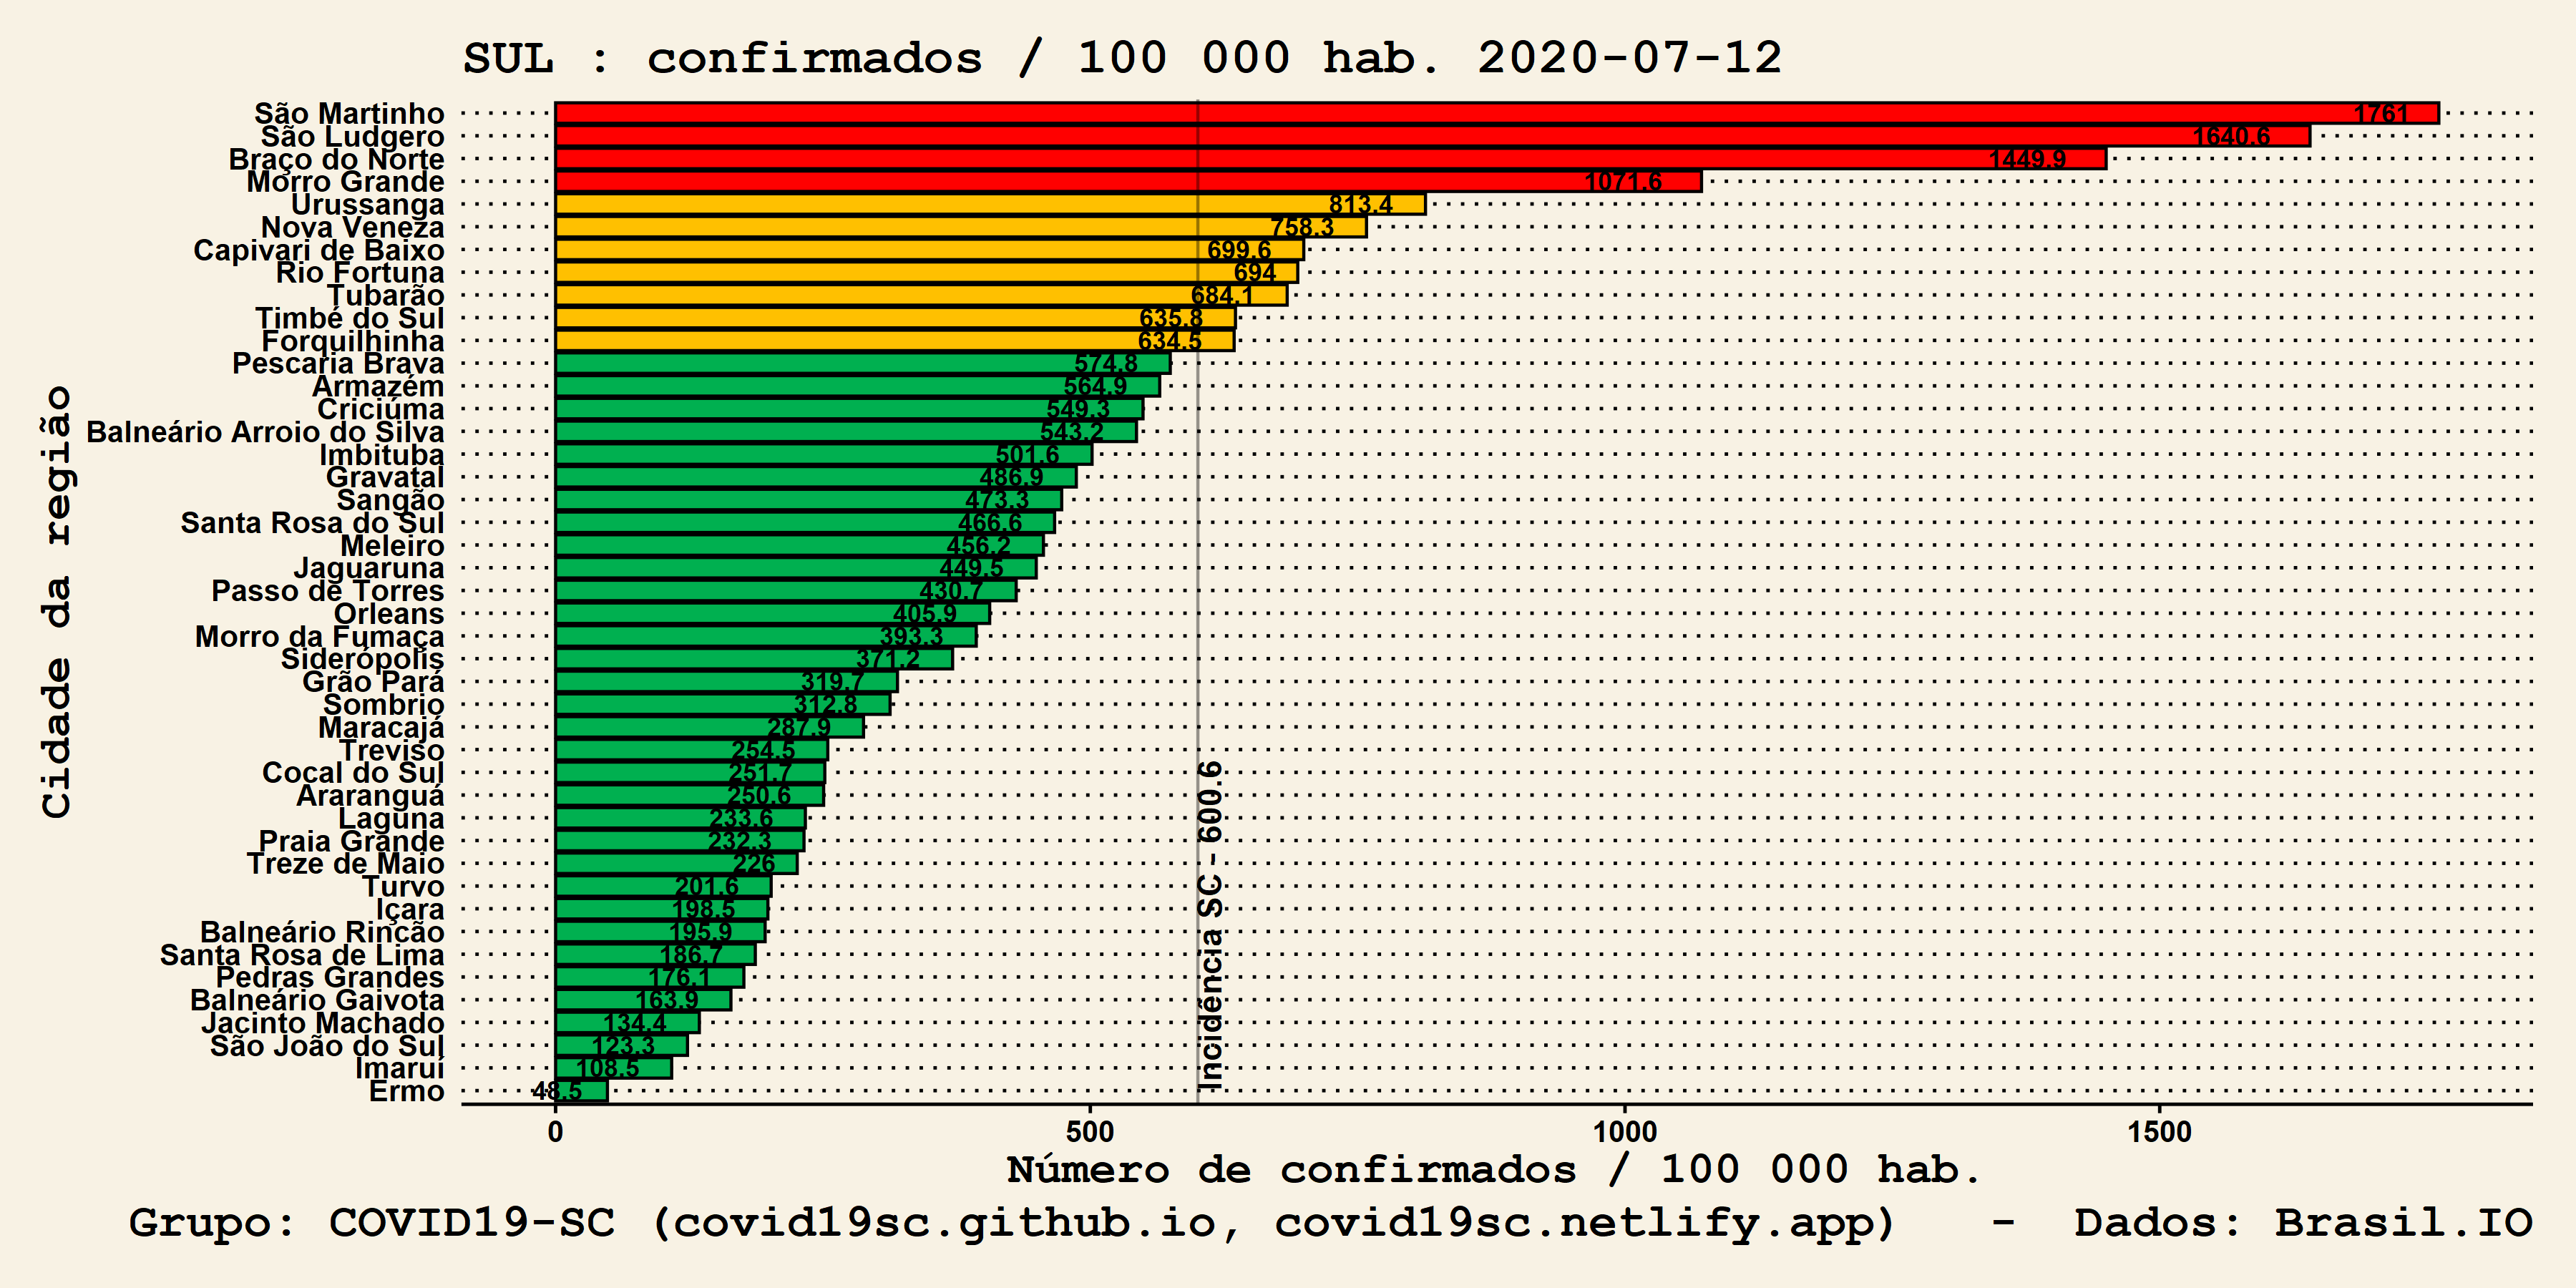 SUL : confirmados / 100 000 hab. 2020-07-12
Cidade da região
São Martinho 1761
São Ludgero 1640.6
Braço do Norte 1449.9
Morro Grande 1071.6
Urussanga 813.4
Nova Veneza 758.3
Capivari de Baixo 699.6
Rio Fortuna 694
Tubarão 684.1
Timbé do Sul 635.8
Forquilhinha 634.5
Pescaria Brava 574.8
Armazém 564.9
Criciúma 549.3
Balneário Arroio do Silva 543.2
Imbituba 501.6
Gravatal 486.9
Sangão 473.3
Santa Rosa do Sul 466.6
Meleiro 456.2
Jaguaruna 449.5
Passo de Torres 430.7
Orleans 405.9
Morro da Fumaça 393.3
Siderópolis 371.2
Grão Pará 319.7
Sombrio 312.8
Maracajá 287.9
Treviso 254.5
Cocal do Sul 251.7
Araranguá 250.6
Laguna 233.6
Praia Grande 232.3
Treze de Maio 226
Turvo 201.6
Içara 198.5
Balneário Rincão 195.9
Santa Rosa de Lima 186.7
Pedras Grandes 176.1
Balneário Gaivota 163.9
Jacinto Machado 134.4
São João do Sul 123.3
Imaruí 108.5
Ermo 48.5
Incidência SC - 600.6
0 500 1000 1500
Número de confirmados / 100 000 hab.
Grupo: COVID19-SC (covid19sc.github.io, covid19sc.netlify.app) - Dados: Brasil.IO